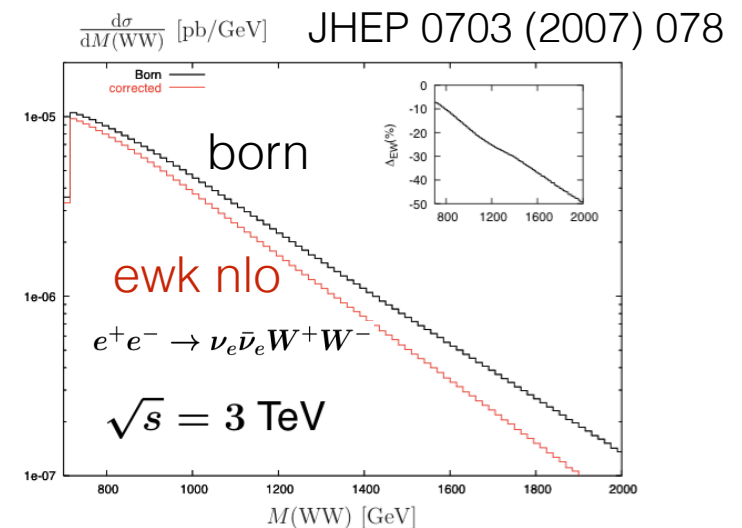 dσ/dM(WW) [pb/GeV] JHEP 0703 (2007) 078
Born
corrected
1e-05
1e-06
1e-07
born
ewk nlo
e⁺e⁻ → νₑν̄ₑW⁺W⁻
√s = 3 TeV
0
-10
-20
-30
-40
-50
Δ_EW(%)
800 1200 1600 2000
800 1000 1200 1400 1600 1800 2000
M(WW) [GeV]